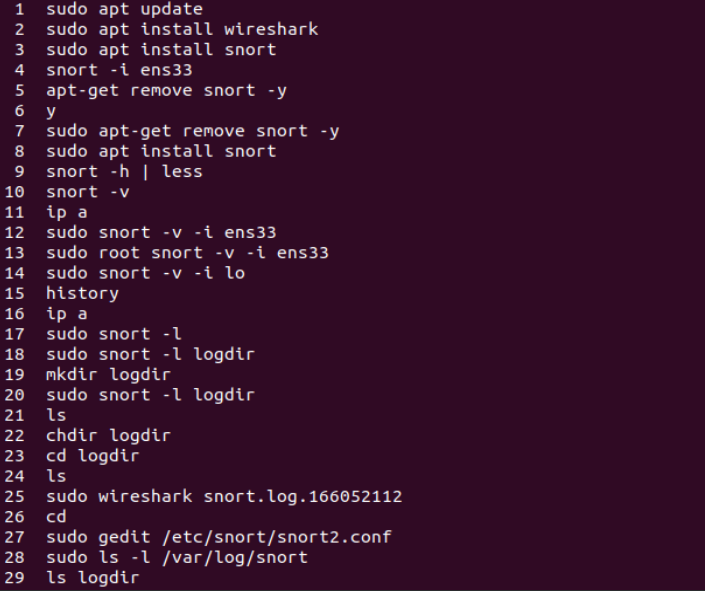 1 sudo apt update
2 sudo apt install wireshark
3 sudo apt install snort
4 snort -i ens33
5 apt-get remove snort -y
6 y
7 sudo apt-get remove snort -y
8 sudo apt install snort
9 snort -h | less
10 snort -v
11 ip a
12 sudo snort -v -i ens33
13 sudo root snort -v -i ens33
14 sudo snort -v -i lo
15 history
16 ip a
17 sudo snort -l
18 sudo snort -l logdir
19 mkdir logdir
20 sudo snort -l logdir
21 ls
22 chdir logdir
23 cd logdir
24 ls
25 sudo wireshark snort.log.166052112
26 cd
27 sudo gedit /etc/snort/snort2.conf
28 sudo ls -l /var/log/snort
29 ls logdir